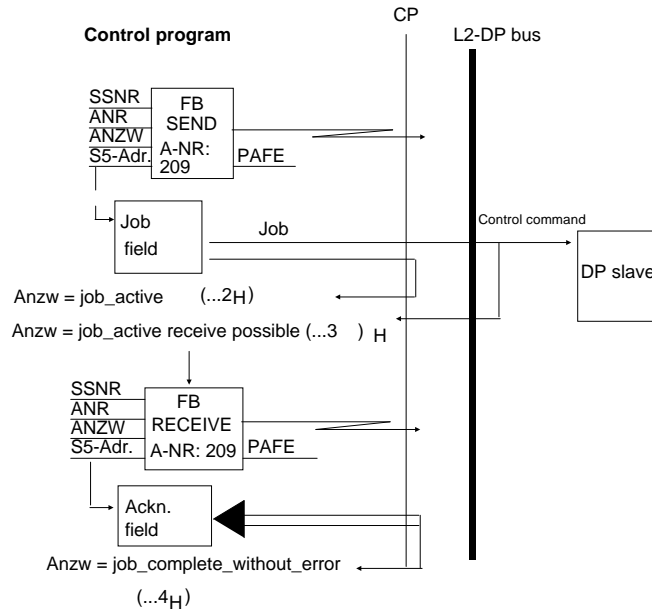 CP
Control program
L2-DP bus
SSNR
ANR
ANZW
S5-Adr.
FB
SEND
A-NR:
209
PAFE
Job
field
Job
Control command
DP slave
Anzw = job_active (...2H)
Anzw = job_active receive possible (...3 ) H
SSNR
ANR
ANZW
S5-Adr.
FB
RECEIVE
A-NR: 209
PAFE
Ackn.
field
Anzw = job_complete_without_error
(...4H)